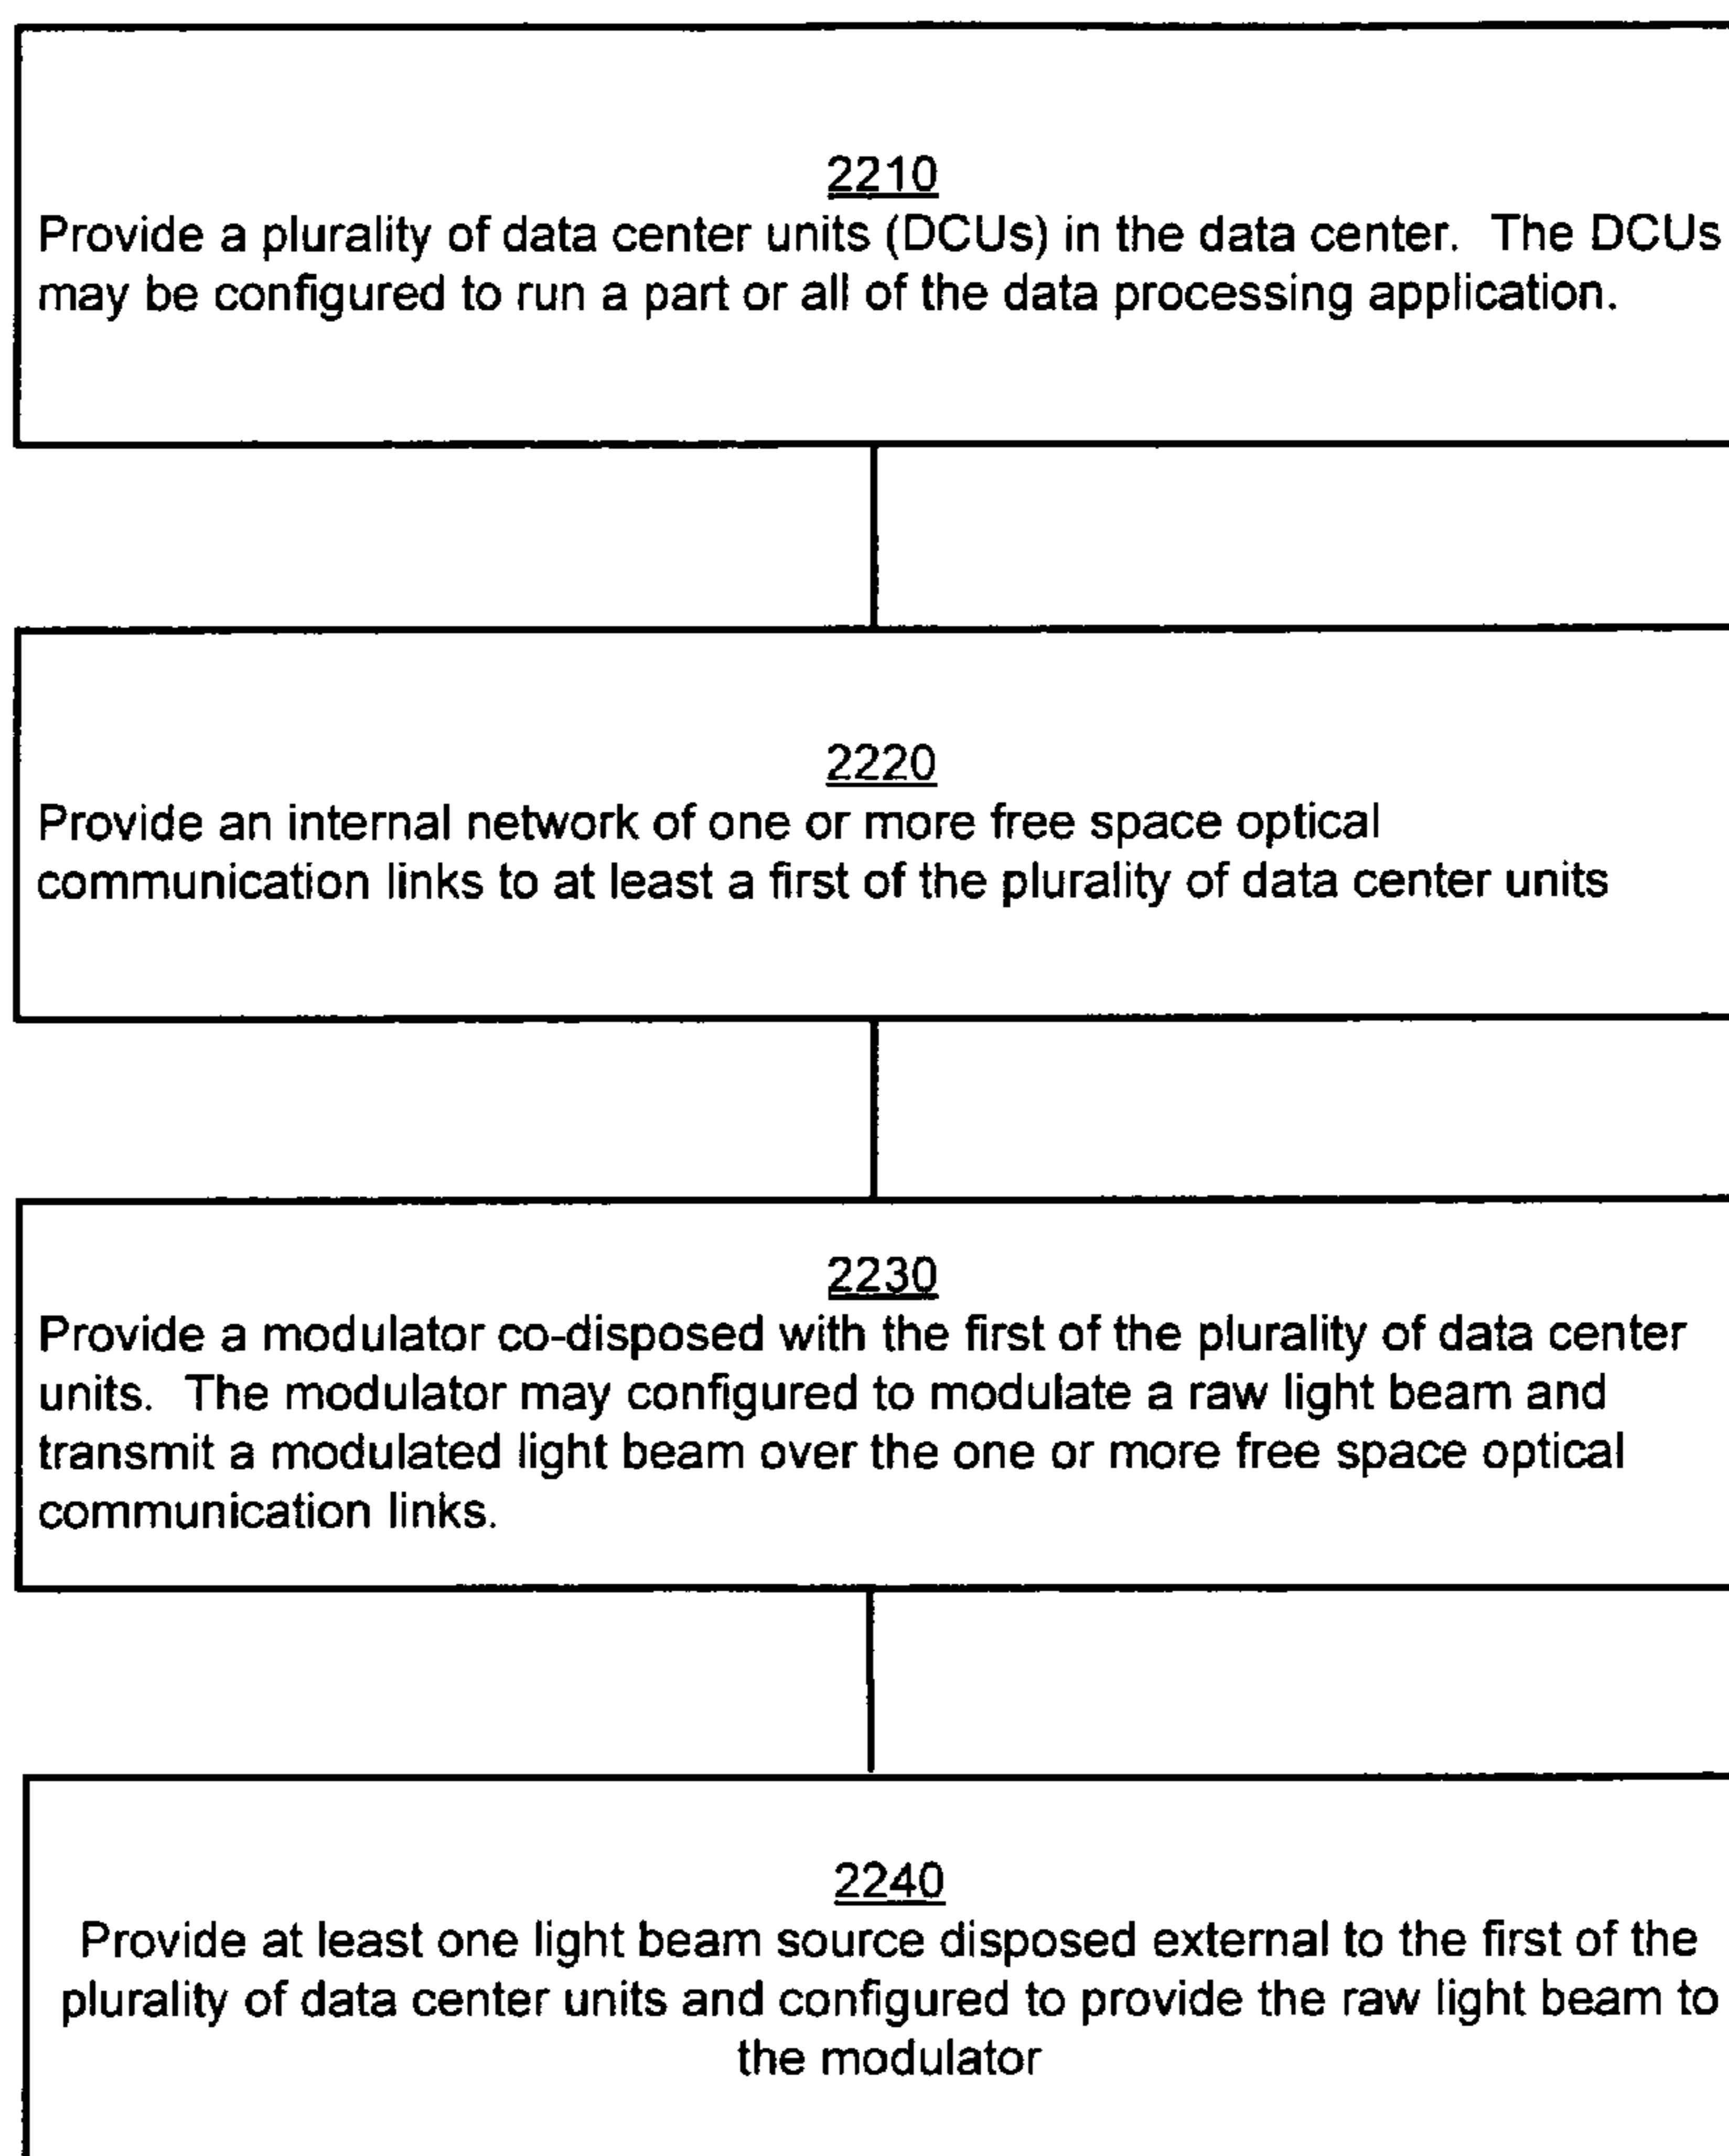 2210
Provide a plurality of data center units (DCUs) in the data center. The DCUs
may be configured to run a part or all of the data processing application.
2220
Provide an internal network of one or more free space optical
communication links to at least a first of the plurality of data center units
2230
Provide a modulator co-disposed with the first of the plurality of data center
units. The modulator may configured to modulate a raw light beam and
transmit a modulated light beam over the one or more free space optical
communication links.
2240
Provide at least one light beam source disposed external to the first of the
plurality of data center units and configured to provide the raw light beam to
the modulator